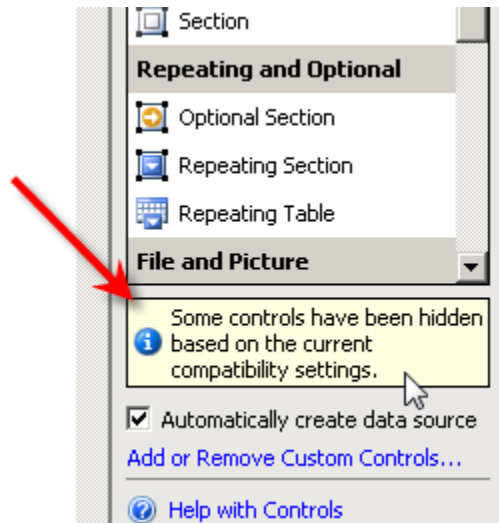 Section
Repeating and Optional
Optional Section
Repeating Section
Repeating Table
File and Picture
Some controls have been hidden
based on the current
compatibility settings.
Automatically create data source
Add or Remove Custom Controls...
Help with Controls